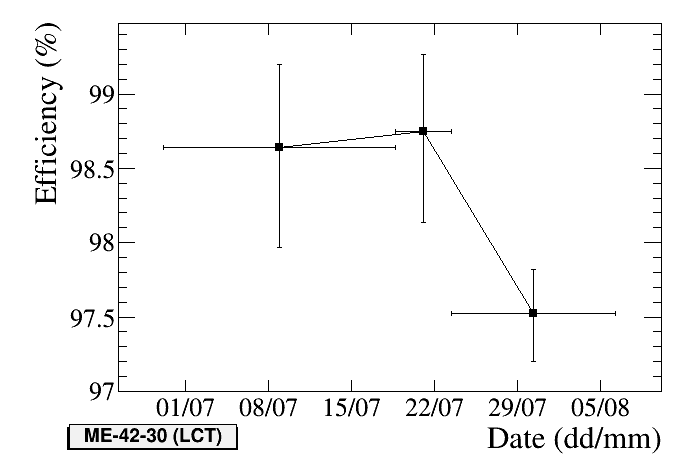 Efficiency (%)
99
98.5
98
97.5
97
01/07 08/07 15/07 22/07 29/07 05/08
ME-42-30 (LCT)
Date (dd/mm)